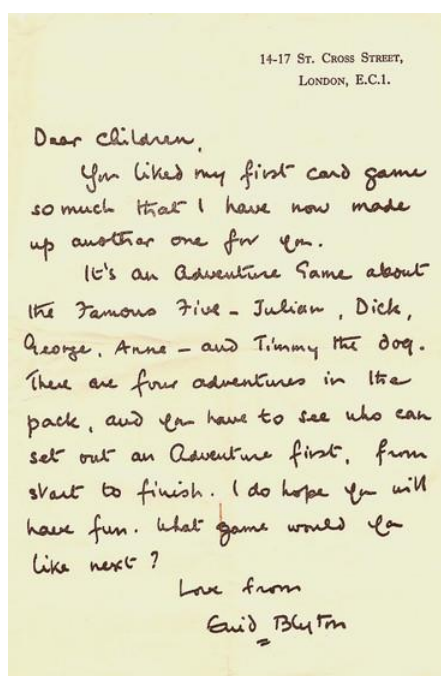 14-17 St. Cross Street,
London, E.C.1.
Dear Children,
You liked my first card game
so much that I have now made
up another one for you.
It's an Adventure Game about
the Famous Five - Julian, Dick,
George, Anne - and Timmy the dog.
There are four adventures in the
pack, and you have to see who can
set out an Adventure first, from
start to finish. I do hope you will
have fun. What game would you
like next?
Love from
Enid Blyton